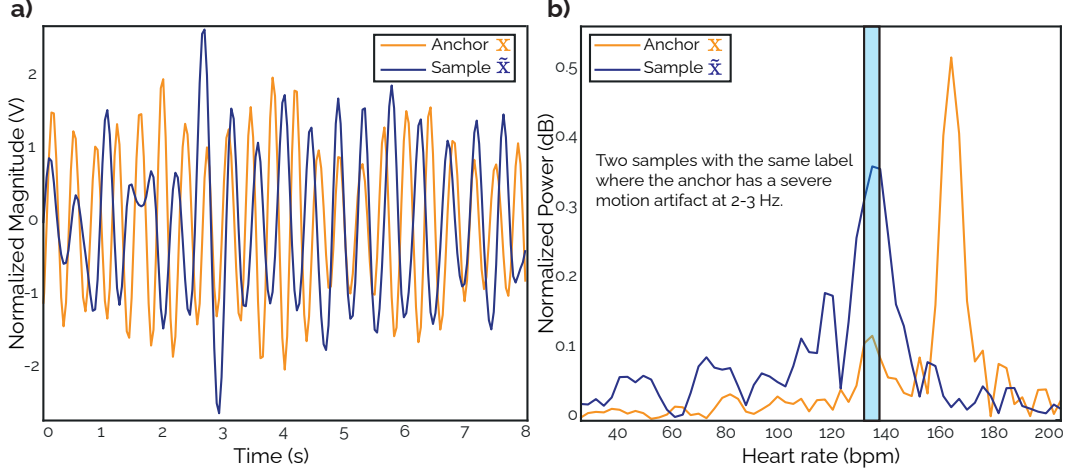 a)
Normalized Magnitude (V)
2
1
0
-1
-2
Anchor x
Sample x̃
0 1 2 3 4 5 6 7 8
Time (s)
b)
Normalized Power (dB)
0.5
0.4
0.3
0.2
0.1
0
Anchor x
Sample x̃
Two samples with the same label
where the anchor has a severe
motion artifact at 2-3 Hz.
40 60 80 100 120 140 160 180 200
Heart rate (bpm)